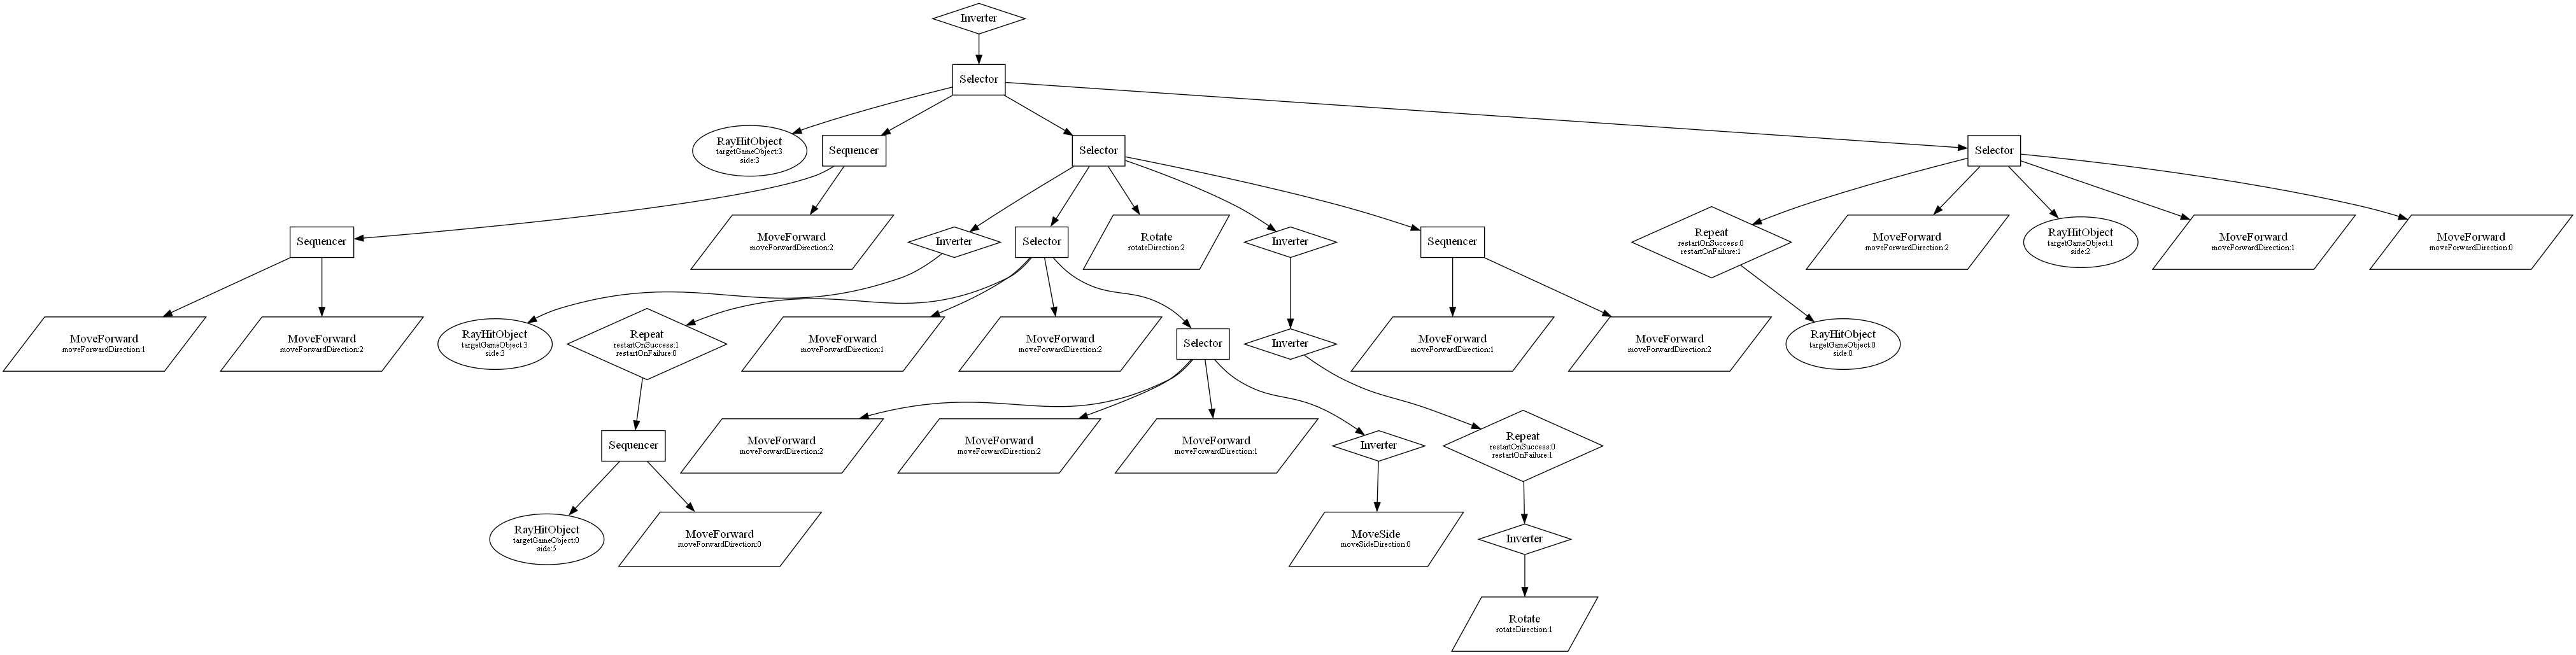 Inverter
Selector
RayHitObject
targetGameObject:3
side:3
Sequencer
Selector
Selector
Sequencer
MoveForward
moveForwardDirection:2
Inverter
Selector
Rotate
rotateDirection:2
Inverter
Sequencer
Repeat
restartOnSuccess:0
restartOnFailure:1
MoveForward
moveForwardDirection:2
RayHitObject
targetGameObject:1
side:2
MoveForward
moveForwardDirection:1
MoveForward
moveForwardDirection:0
MoveForward
moveForwardDirection:1
MoveForward
moveForwardDirection:2
RayHitObject
targetGameObject:3
side:3
Repeat
restartOnSuccess:1
restartOnFailure:0
MoveForward
moveForwardDirection:1
MoveForward
moveForwardDirection:2
Selector
Inverter
MoveForward
moveForwardDirection:1
MoveForward
moveForwardDirection:2
RayHitObject
targetGameObject:0
side:0
Sequencer
MoveForward
moveForwardDirection:2
MoveForward
moveForwardDirection:2
MoveForward
moveForwardDirection:1
Inverter
Repeat
restartOnSuccess:0
restartOnFailure:1
RayHitObject
targetGameObject:0
side:5
MoveForward
moveForwardDirection:0
MoveSide
moveSideDirection:0
Inverter
Rotate
rotateDirection:1